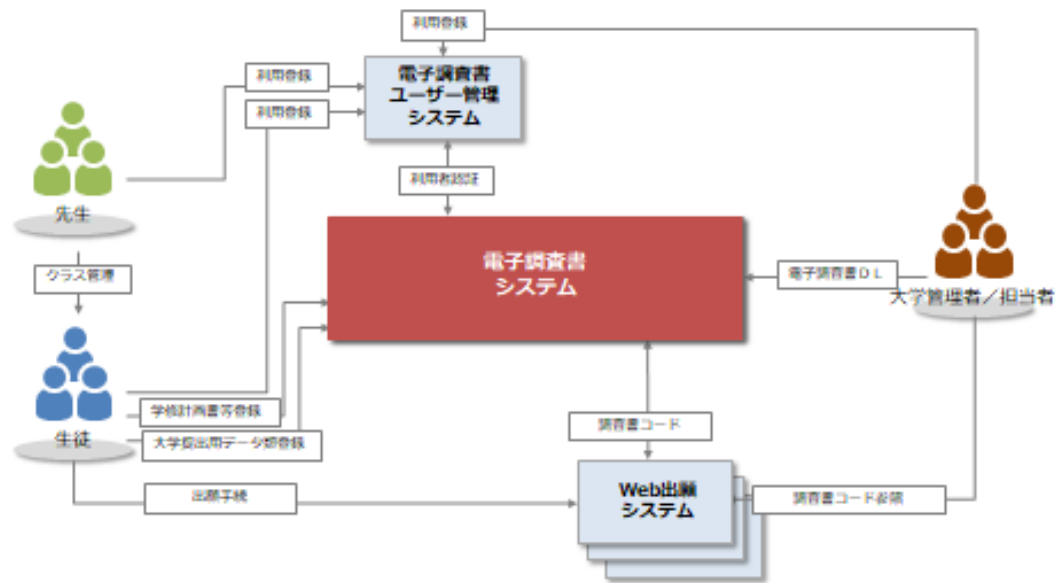 利用登録
電子調査書
ユーザー管理
システム
利用登録
利用登録
利用者認証
先生
クラス管理
電子調査書
システム
電子調査書DL
大学管理者/担当者
学修計画書等登録
大学提出用データ類登録
生徒
調査書コード
出願手続
Web出願
システム
調査書コード参照